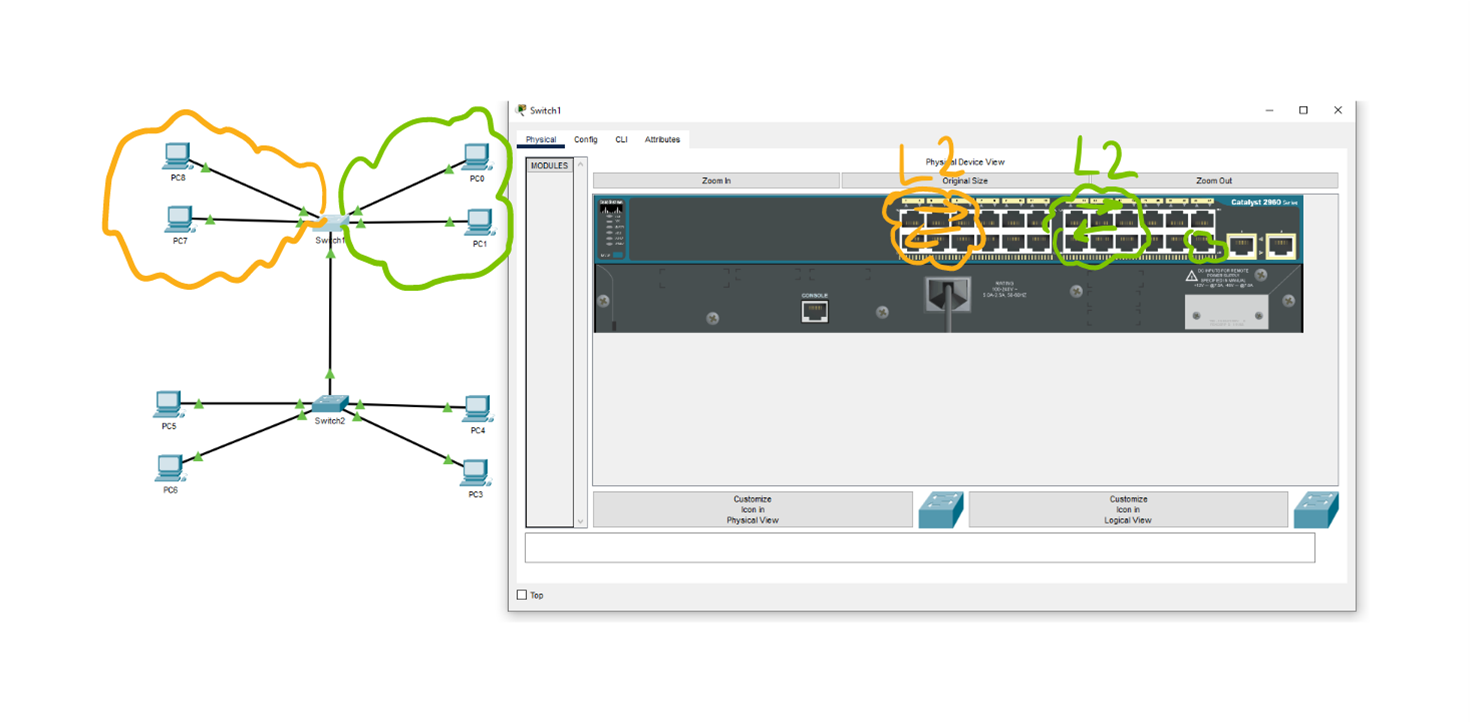 Switch1
Physical Config CLI Attributes
MODULES
L2
L2
Physical Device View
Zoom In
Original Size
Zoom Out
Catalyst 2960 Series
CONSOLE
PC8
PC0
PC7
PC1
Switch1
PC5
PC4
Switch2
PC6
PC3
Customize
Icon in
Physical View
Customize
Icon in
Logical View
Top